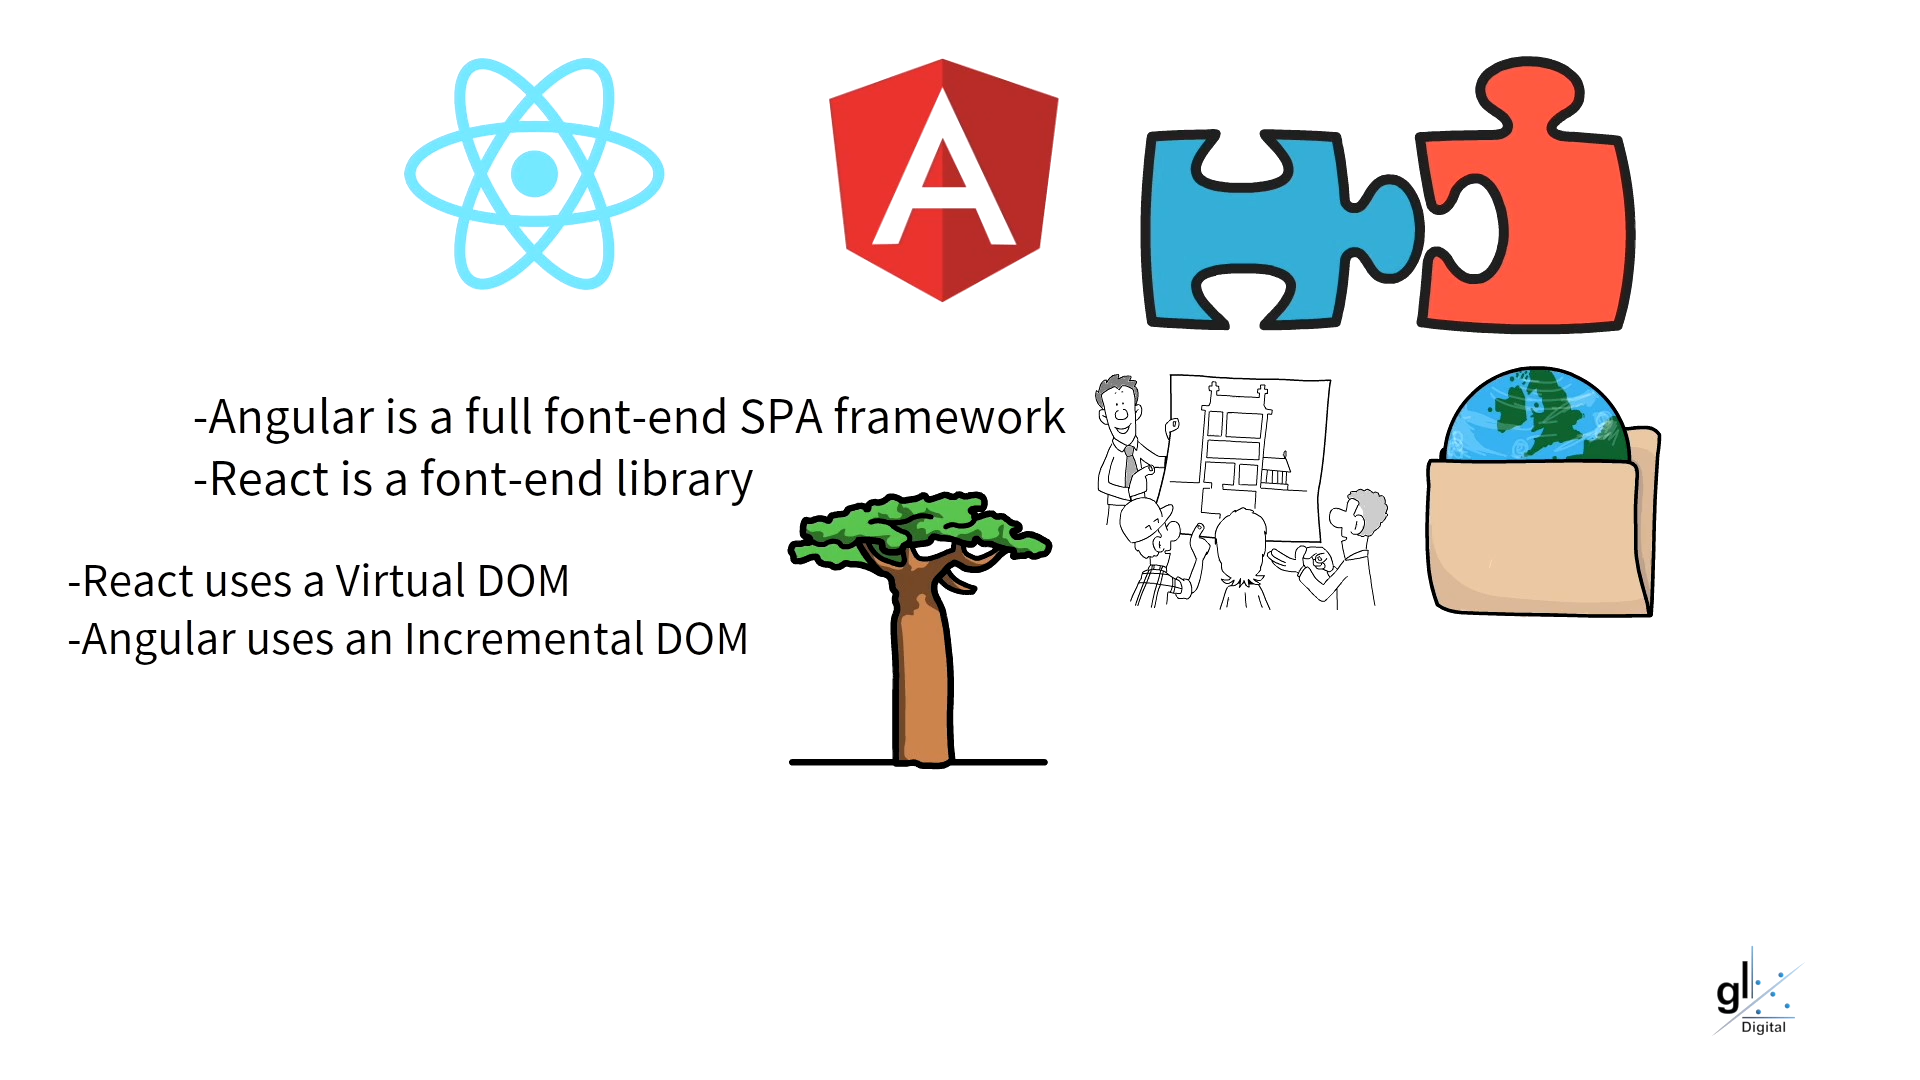 -Angular is a full font-end SPA framework
-React is a font-end library
-React uses a Virtual DOM
-Angular uses an Incremental DOM
gl
Digital